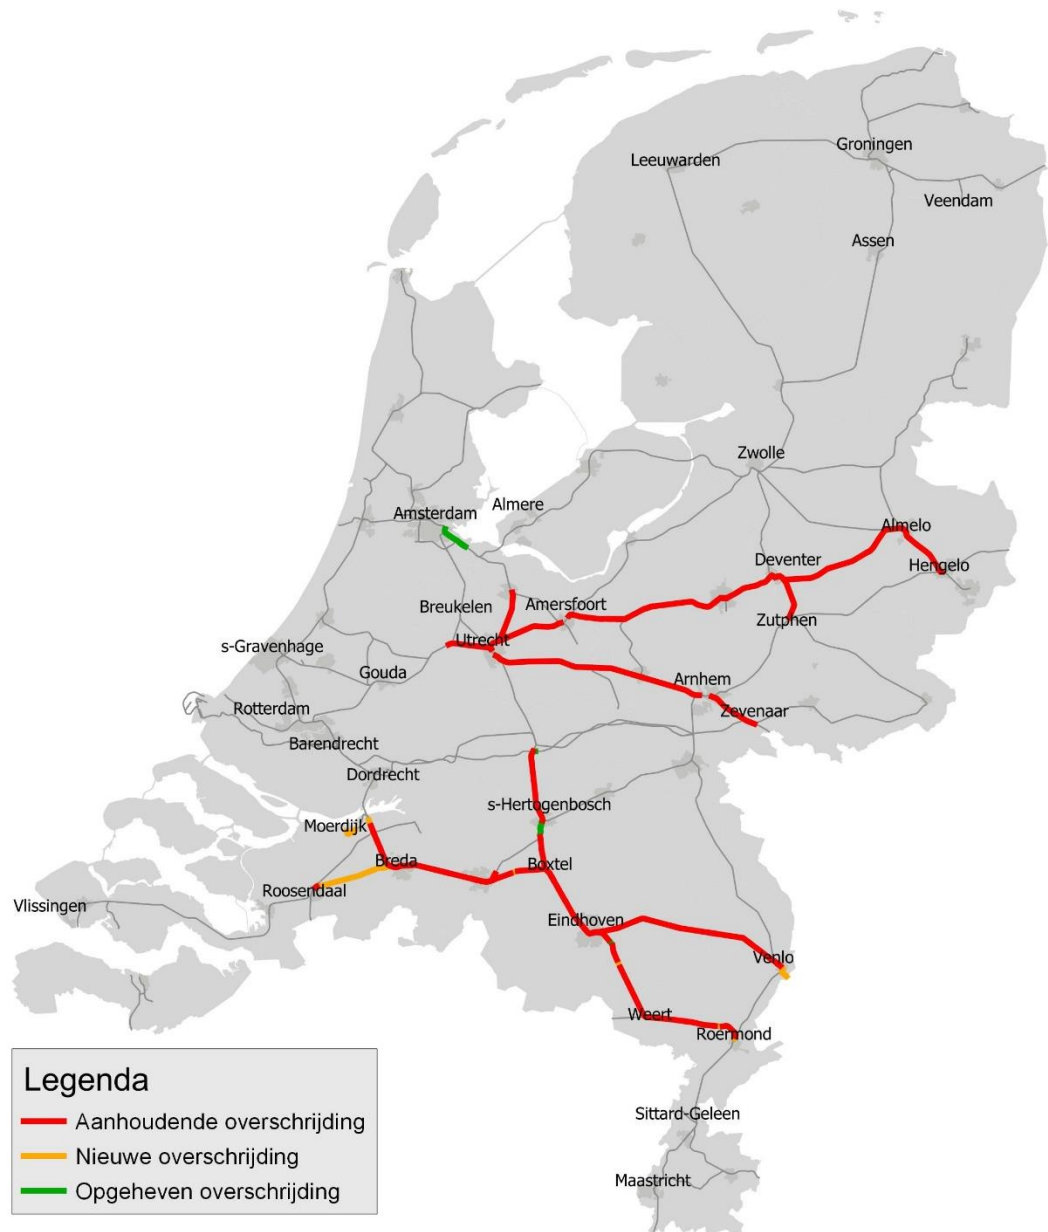 Groningen
Leeuwarden
Veendam
Assen
Zwolle
Almere
Amsterdam
Almelo
Deventer
Hengelo
Breukelen
Amersfoort
Zutphen
Utrecht
s-Gravenhage
Gouda
Arnhem
Rotterdam
Zevenaar
Barendrecht
Dordrecht
s-Hertogenbosch
Moerdijk
Breda
Boxtel
Roosendaal
Vlissingen
Eindhoven
Venlo
Weert
Roermond
Sittard-Geleen
Maastricht
Legenda
Aanhoudende overschrijding
Nieuwe overschrijding
Opgeheven overschrijding